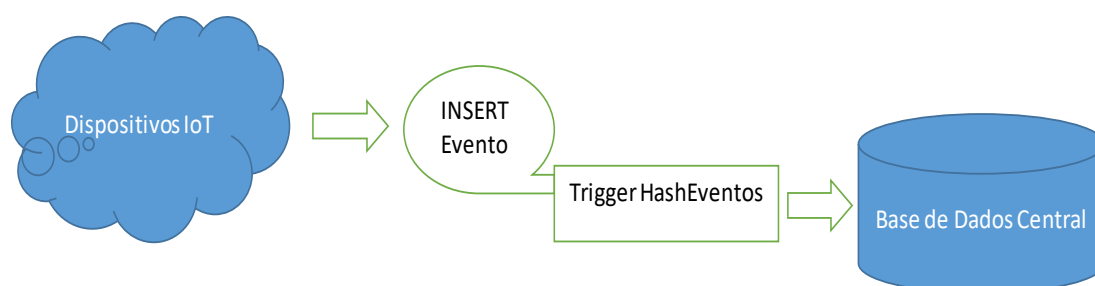 Dispositivos IoT
INSERT
Evento
Trigger HashEventos
Base de Dados Central